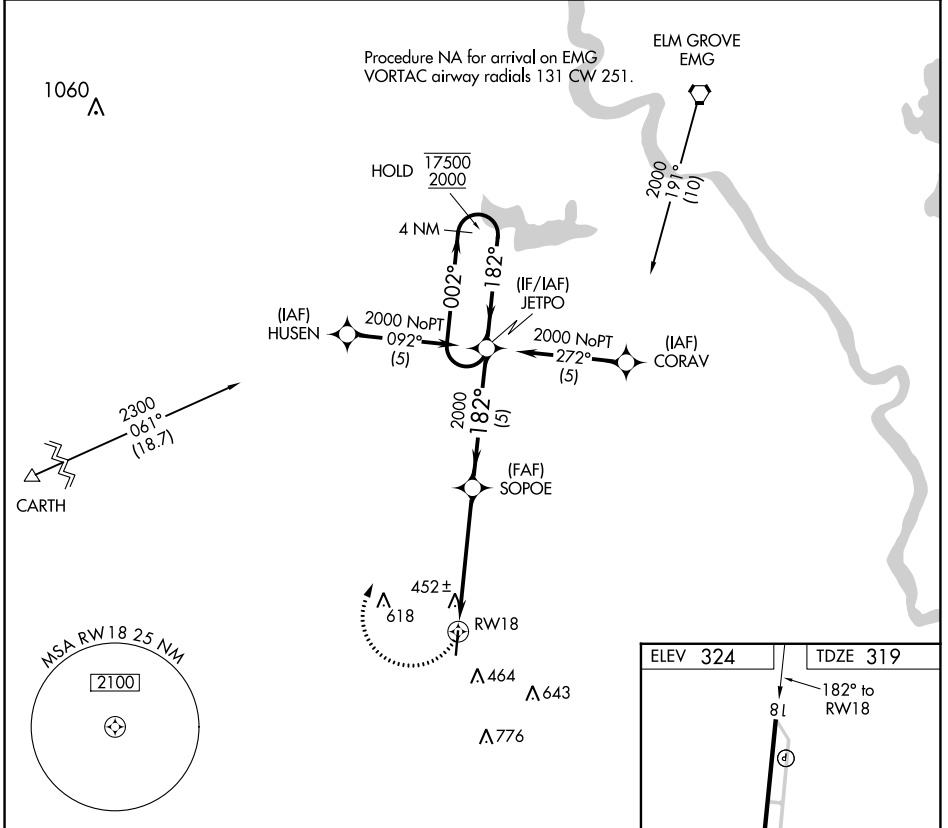 Procedure NA for arrival on EMG
VORTAC airway radials 131 CW 251.
ELM GROVE
EMG
1060
HOLD
17500
2000
2000
191°
(10)
4 NM
002°
182°
(IF/IAF)
JETPO
(IAF)
HUSEN
2000 NoPT
092°
(5)
2000 NoPT
272°
(5)
(IAF)
CORAV
2300
061°
(18.7)
CARTH
2000
182°
(5)
(FAF)
SOPOE
452±
618
RW18
464
643
776
MSA RW18 25 NM
2100
ELEV 324
TDZE 319
182° to
RW18
18
P